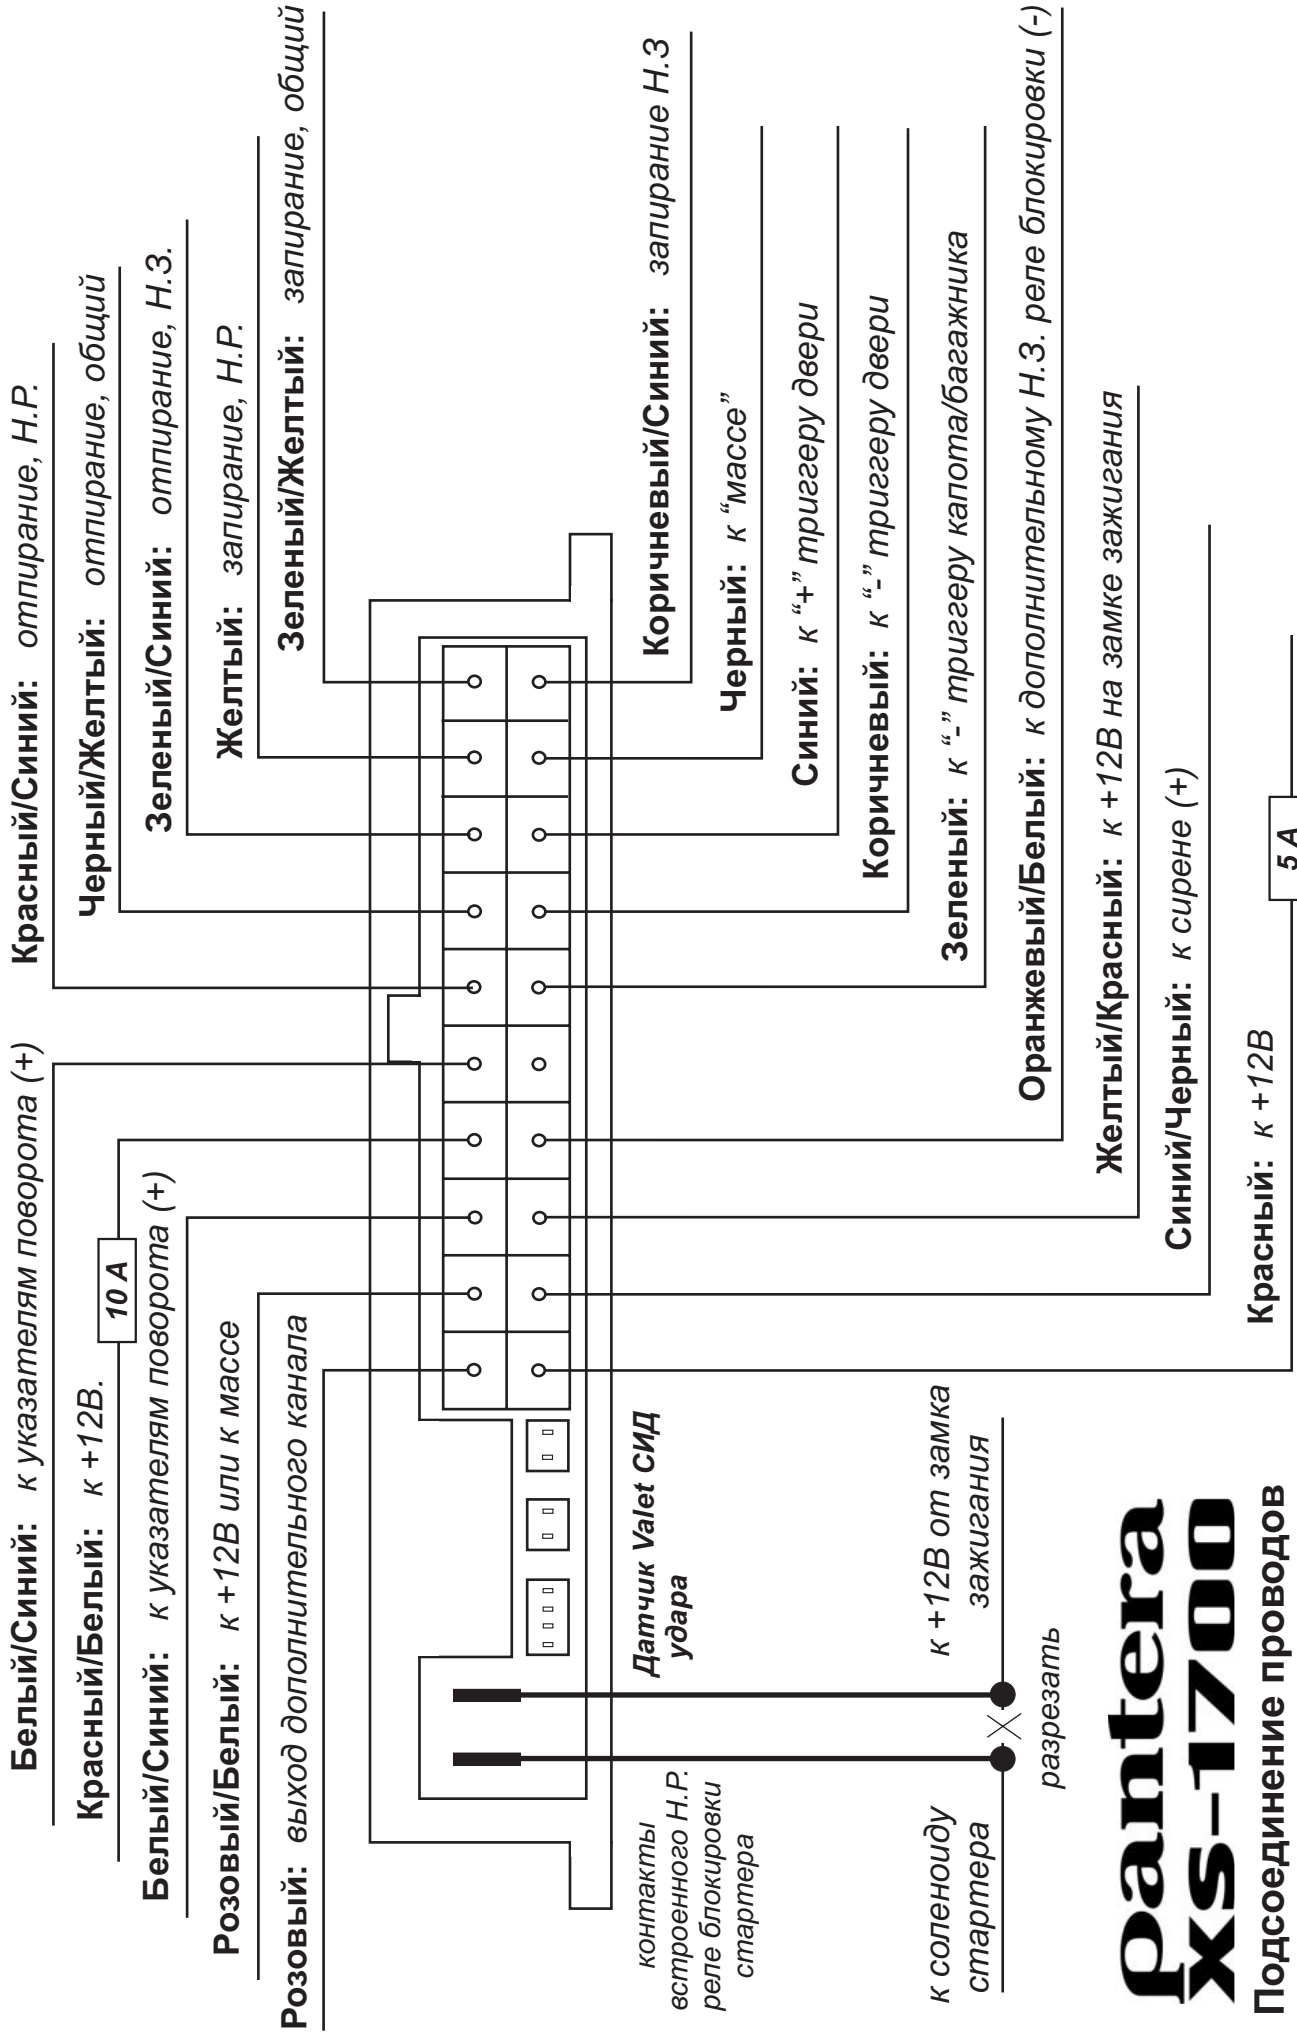 Белый/Синий: к указателям поворота (+)
Красный/Синий: отпирание, Н.Р.
Красный/Белый: к +12В.
10 А
Черный/Желтый: отпирание, общий
Белый/Синий: к указателям поворота (+)
Зеленый/Синий: отпирание, Н.З.
Розовый/Белый: к +12В или к массе
Желтый: запирание, Н.Р.
Розовый: выход дополнительного канала
Зеленый/Желтый: запирание, общий
Датчик Valet СИД
удара
контакты
встроенного Н.Р.
реле блокировки
стартера
Коричневый/Синий: запирание Н.З
Черный: к “массе”
Синий: к “+” триггеру двери
Коричневый: к “-” триггеру двери
Зеленый: к “-” триггеру капота/багажника
Оранжевый/Белый: к дополнительному Н.З. реле блокировки (-)
Желтый/Красный: к +12В на замке зажигания
Синий/Черный: к сирене (+)
Красный: к +12В
5 А
к соленоиду
стартера
к +12В от замка
зажигания
разрезать
pantera
xs-1700
Подсоединение проводов